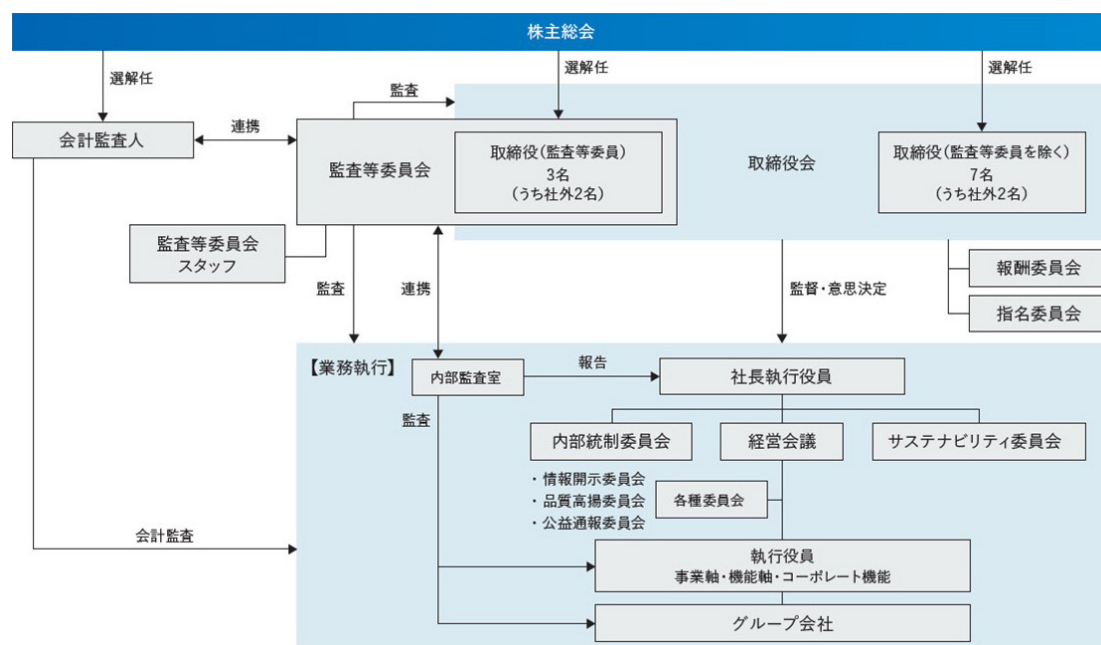 株主総会
選解任
選解任
選解任
監査
会計監査人
連携
監査等委員会
取締役(監査等委員)
3名
(うち社外2名)
取締役会
取締役(監査等委員を除く)
7名
(うち社外2名)
監査等委員会
スタッフ
監査
連携
監督・意思決定
報酬委員会
指名委員会
【業務執行】
内部監査室
報告
社長執行役員
監査
内部統制委員会
経営会議
サステナビリティ委員会
・情報開示委員会
・品質高揚委員会
・公益通報委員会
各種委員会
会計監査
執行役員
事業軸・機能軸・コーポレート機能
グループ会社